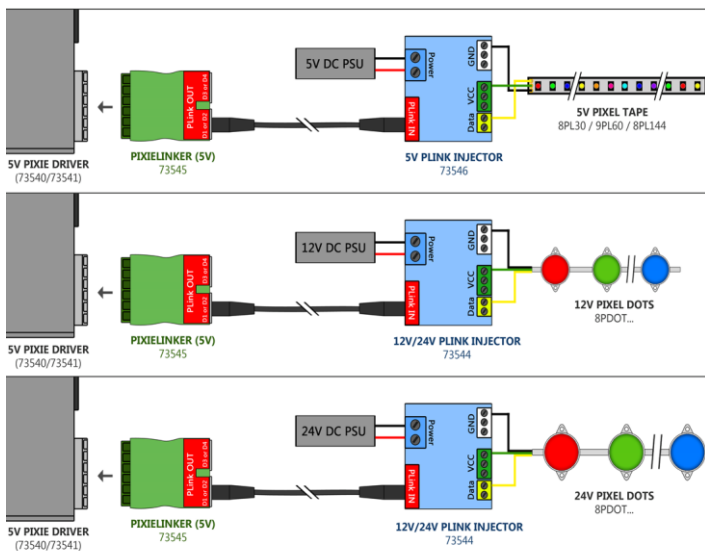 5V DC PSU
Power
GND
VCC
Data
PLink IN
PLink OUT
D3 or D4
D1 or D2
5V PIXEL TAPE
8PL30 / 9PL60 / 8PL144
5V PIXIE DRIVER
(73540/73541)
PIXIELINKER (5V)
73545
5V PLINK INJECTOR
73546
12V DC PSU
Power
GND
VCC
Data
PLink IN
PLink OUT
D3 or D4
D1 or D2
12V PIXEL DOTS
8PDOT...
5V PIXIE DRIVER
(73540/73541)
PIXIELINKER (5V)
73545
12V/24V PLINK INJECTOR
73544
24V DC PSU
Power
GND
VCC
Data
PLink IN
PLink OUT
D3 or D4
D1 or D2
24V PIXEL DOTS
8PDOT...
5V PIXIE DRIVER
(73540/73541)
PIXIELINKER (5V)
73545
12V/24V PLINK INJECTOR
73544